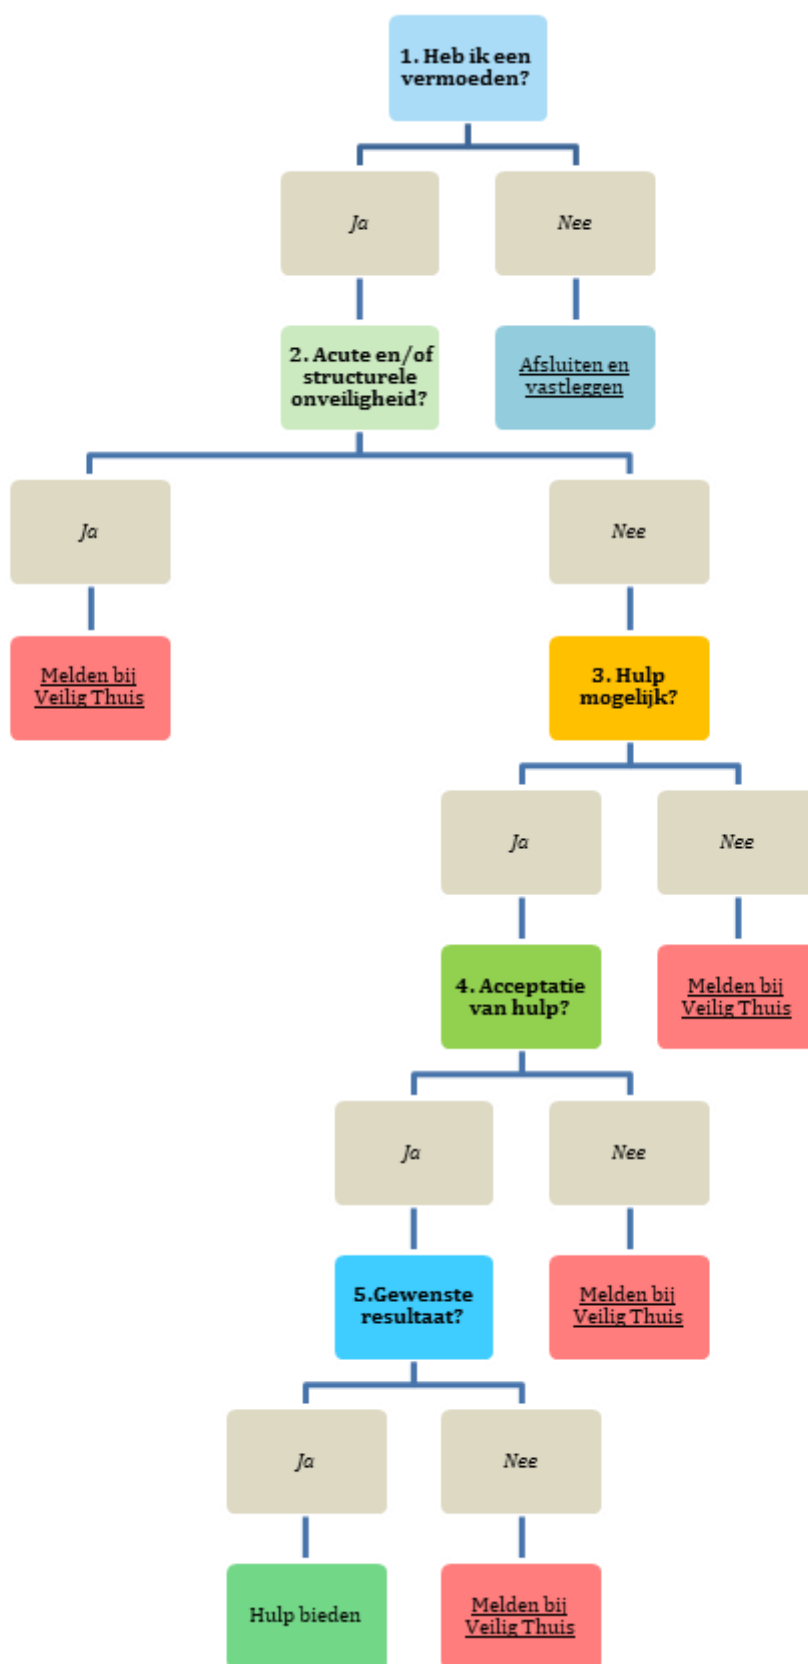 1. Heb ik een
vermoeden?
Ja
Nee
2. Acute en/of
structurele
onveiligheid?
Afsluiten en
vastleggen
Ja
Nee
Melden bij
Veilig Thuis
3. Hulp
mogelijk?
Ja
Nee
4. Acceptatie
van hulp?
Melden bij
Veilig Thuis
Ja
Nee
5.Gewenste
resultaat?
Melden bij
Veilig Thuis
Ja
Nee
Hulp bieden
Melden bij
Veilig Thuis